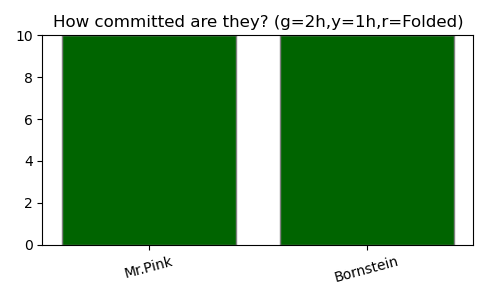 How committed are they? (g=2h,y=1h,r=Folded)
10
8
6
4
2
0
Mr.Pink
Bornstein